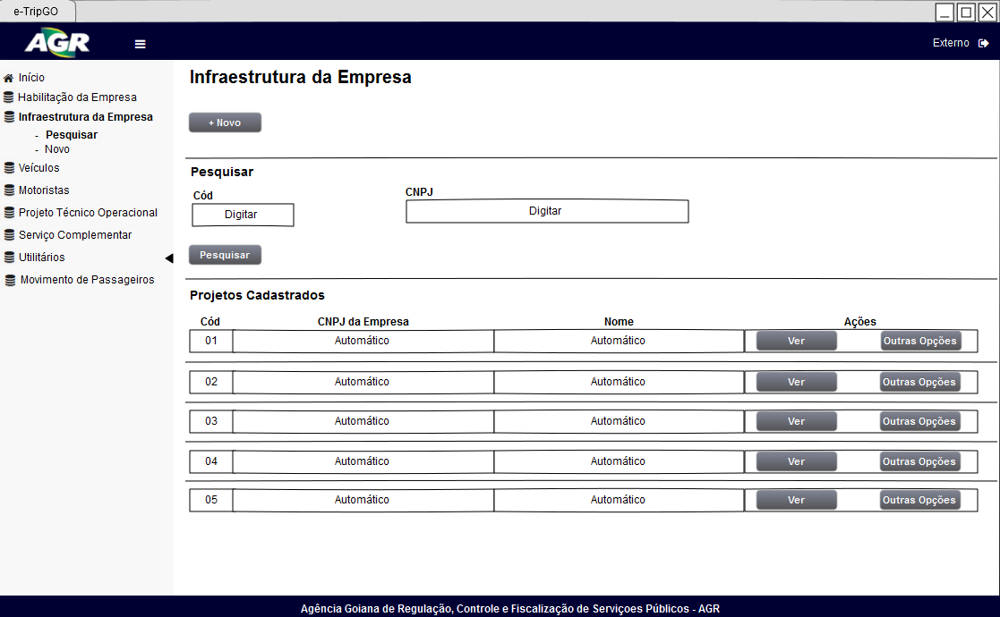 e-TripGO
AGR
Externo
Início
Habilitação da Empresa
Infraestrutura da Empresa
- Pesquisar
- Novo
Veículos
Motoristas
Projeto Técnico Operacional
Serviço Complementar
Utilitários
Movimento de Passageiros
Infraestrutura da Empresa
+ Novo
Pesquisar
Cód CNPJ
Digitar Digitar
Pesquisar
Projetos Cadastrados
Cód CNPJ da Empresa Nome Ações
01 Automático Automático Ver Outras Opções
02 Automático Automático Ver Outras Opções
03 Automático Automático Ver Outras Opções
04 Automático Automático Ver Outras Opções
05 Automático Automático Ver Outras Opções
Agência Goiana de Regulação, Controle e Fiscalização de Serviçoes Públicos - AGR